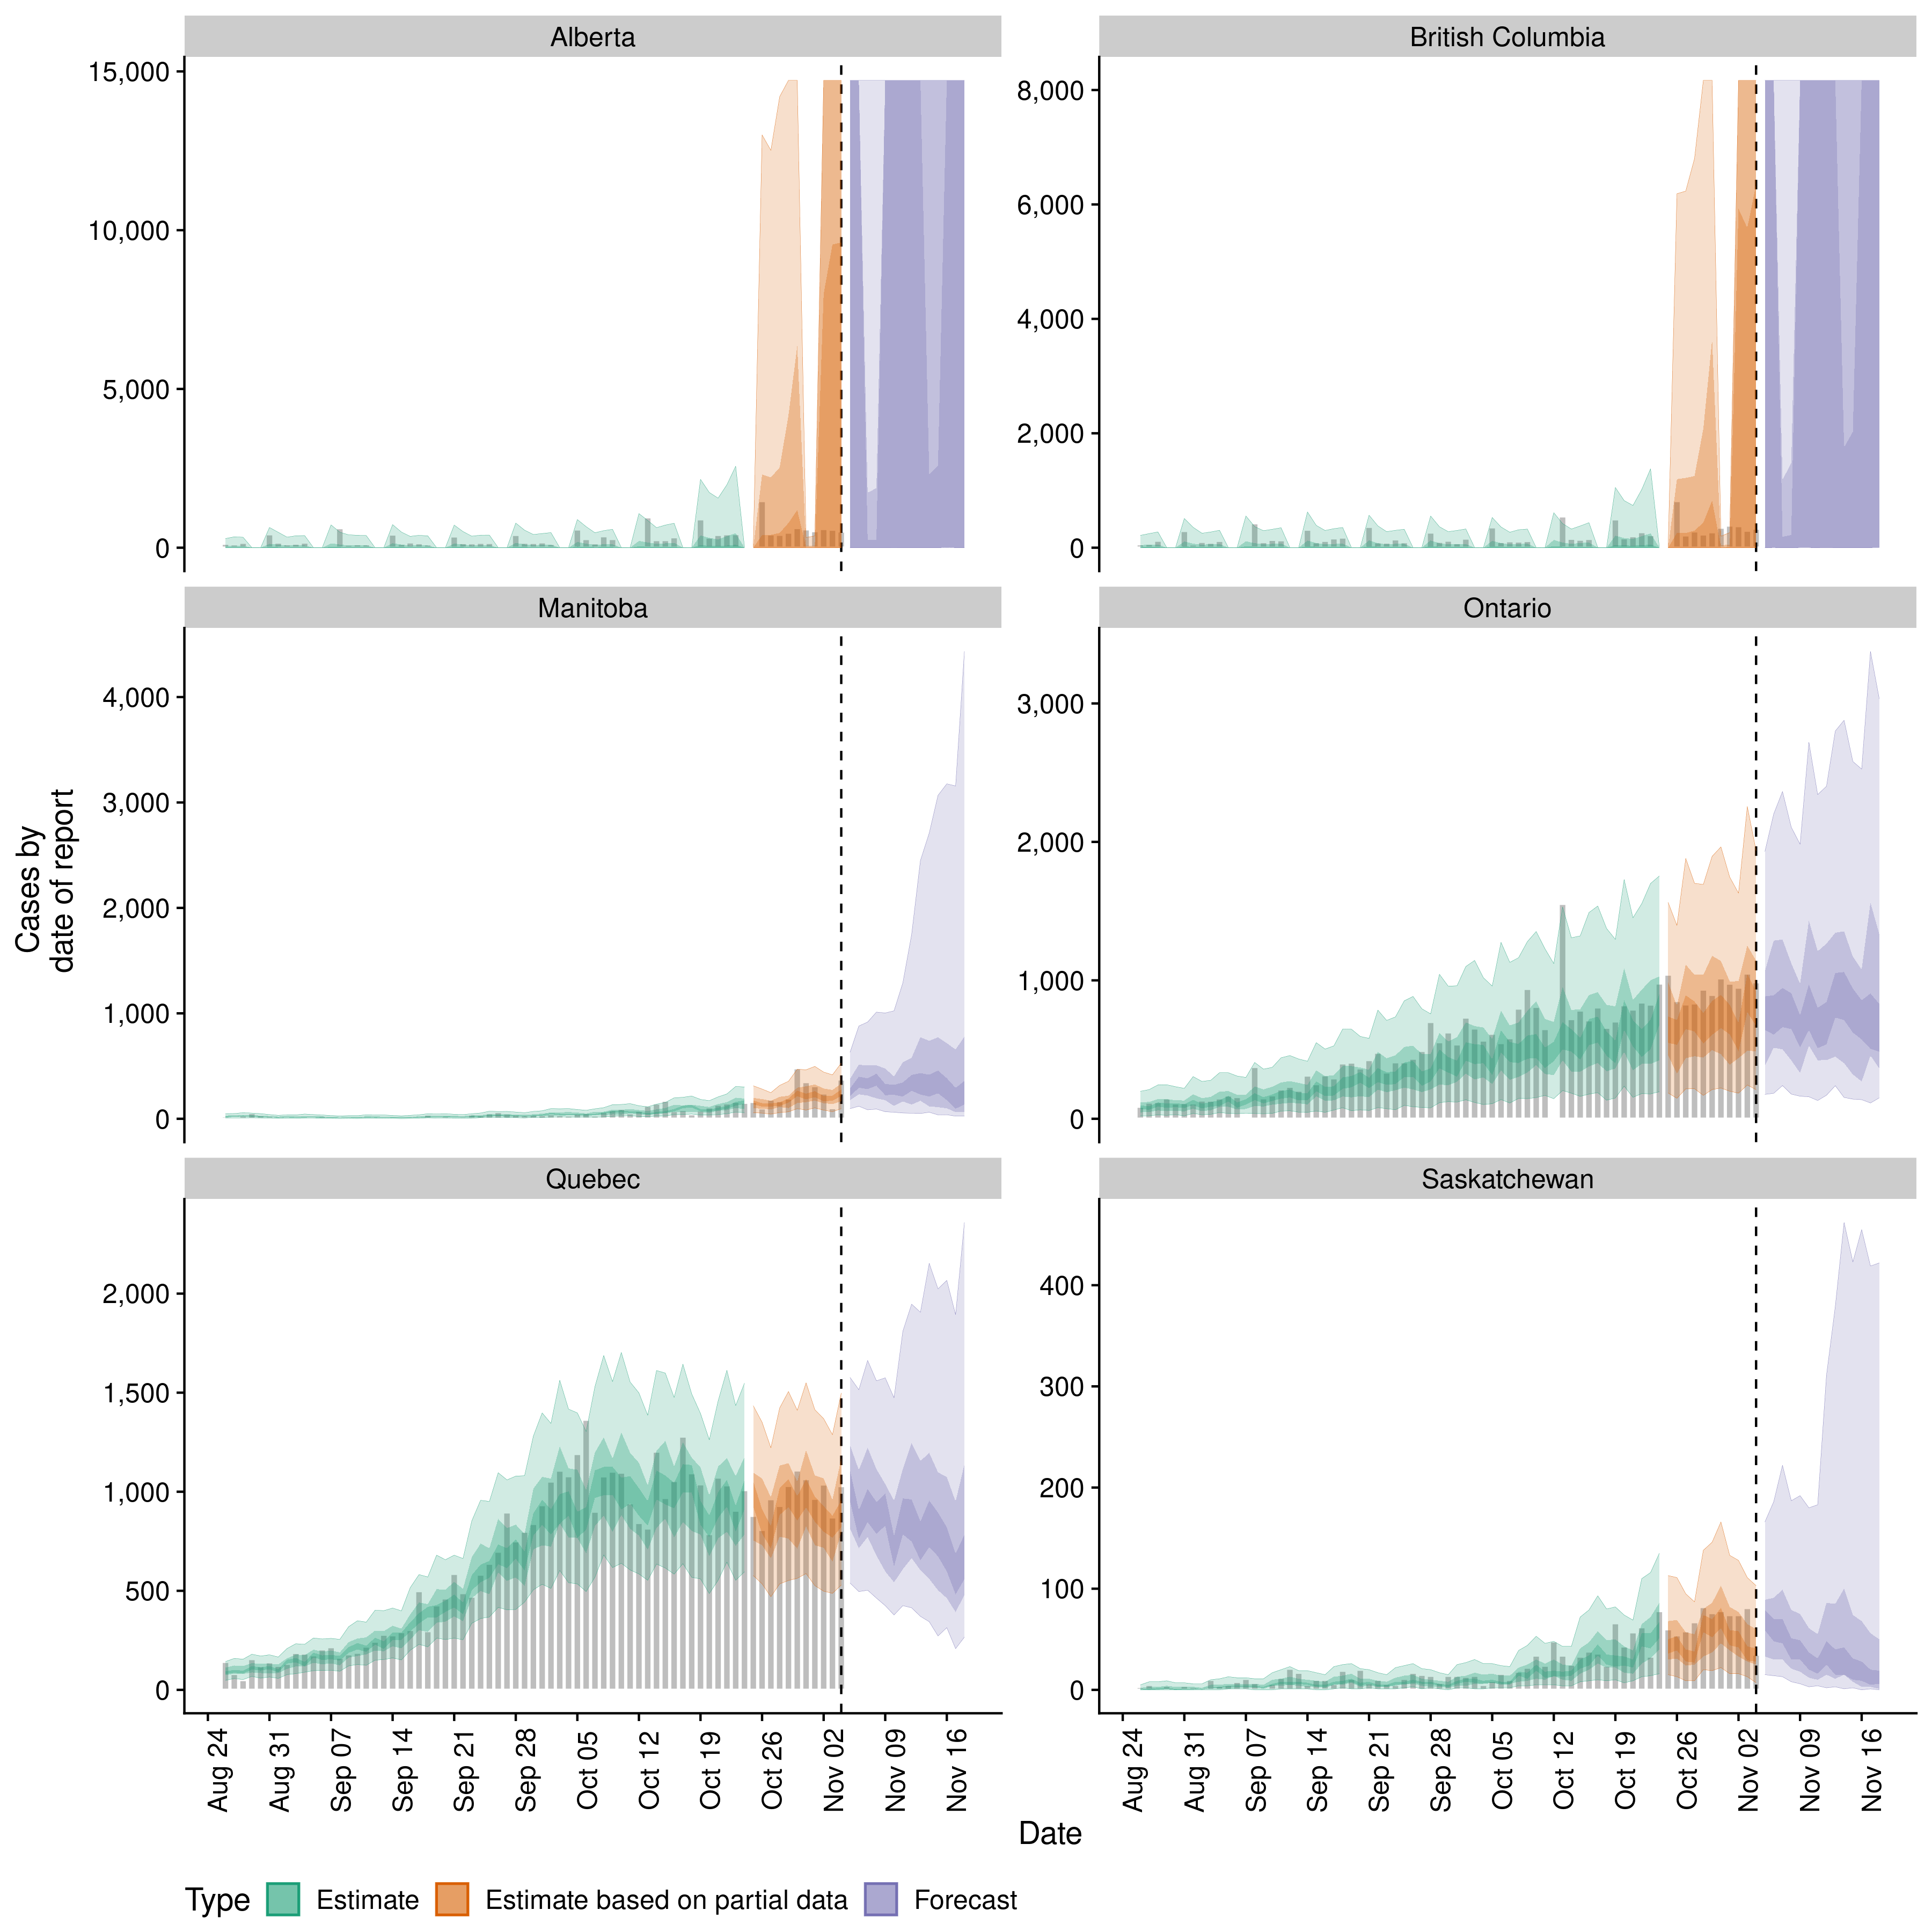 Alberta
British Columbia
15,000
10,000
5,000
0
8,000
6,000
4,000
2,000
0
Manitoba
Ontario
4,000
3,000
2,000
1,000
0
3,000
2,000
1,000
0
Quebec
Saskatchewan
2,000
1,500
1,000
500
0
400
300
200
100
0
Cases by
date of report
Aug 24
Aug 31
Sep 07
Sep 14
Sep 21
Sep 28
Oct 05
Oct 12
Oct 19
Oct 26
Nov 02
Nov 09
Nov 16
Aug 24
Aug 31
Sep 07
Sep 14
Sep 21
Sep 28
Oct 05
Oct 12
Oct 19
Oct 26
Nov 02
Nov 09
Nov 16
Date
Type Estimate Estimate based on partial data Forecast